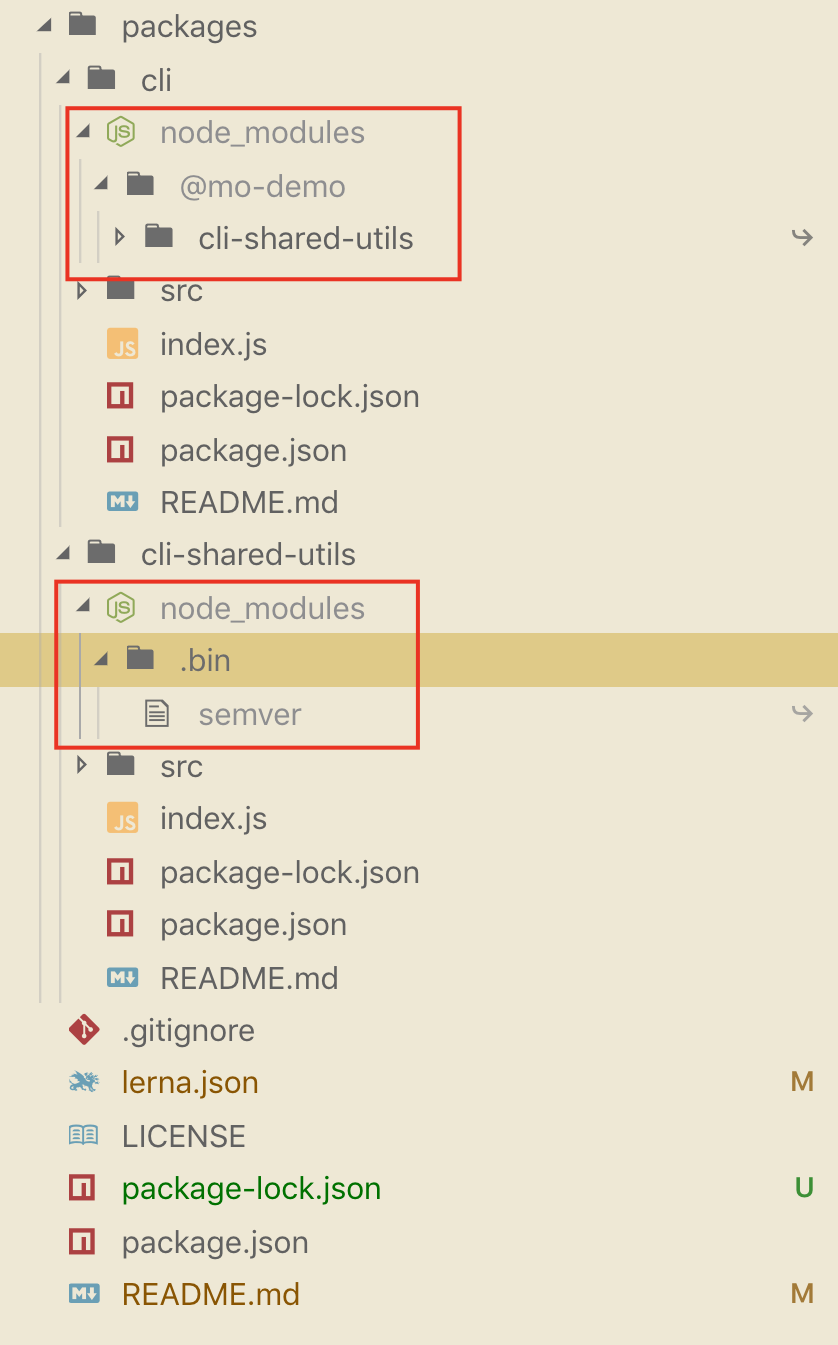 packages
cli
node_modules
@mo-demo
cli-shared-utils
src
JS index.js
package-lock.json
package.json
README.md
cli-shared-utils
node_modules
.bin
semver
src
JS index.js
package-lock.json
package.json
README.md
.gitignore
lerna.json M
LICENSE
package-lock.json U
package.json
README.md M